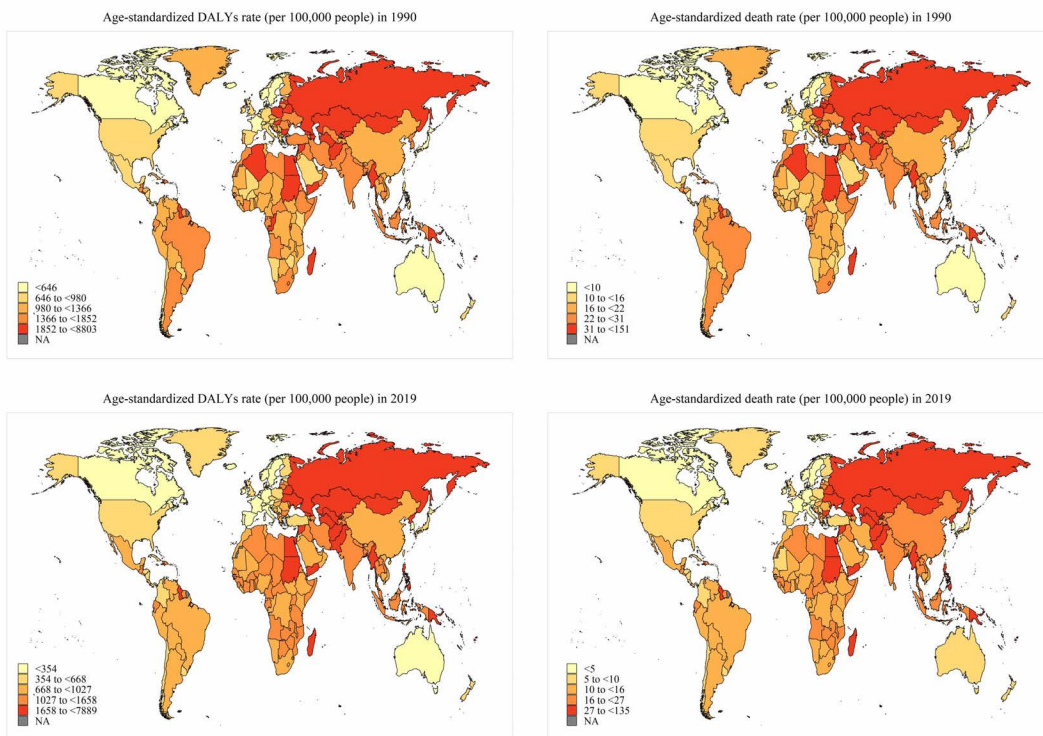 Age-standardized DALYs rate (per 100,000 people) in 1990
<646
646 to <980
980 to <1366
1366 to <1852
1852 to <8803
NA
Age-standardized death rate (per 100,000 people) in 1990
<10
10 to <16
16 to <22
22 to <31
31 to <151
NA
Age-standardized DALYs rate (per 100,000 people) in 2019
<354
354 to <668
668 to <1027
1027 to <1658
1658 to <7889
NA
Age-standardized death rate (per 100,000 people) in 2019
<5
5 to <10
10 to <16
16 to <27
27 to <135
NA